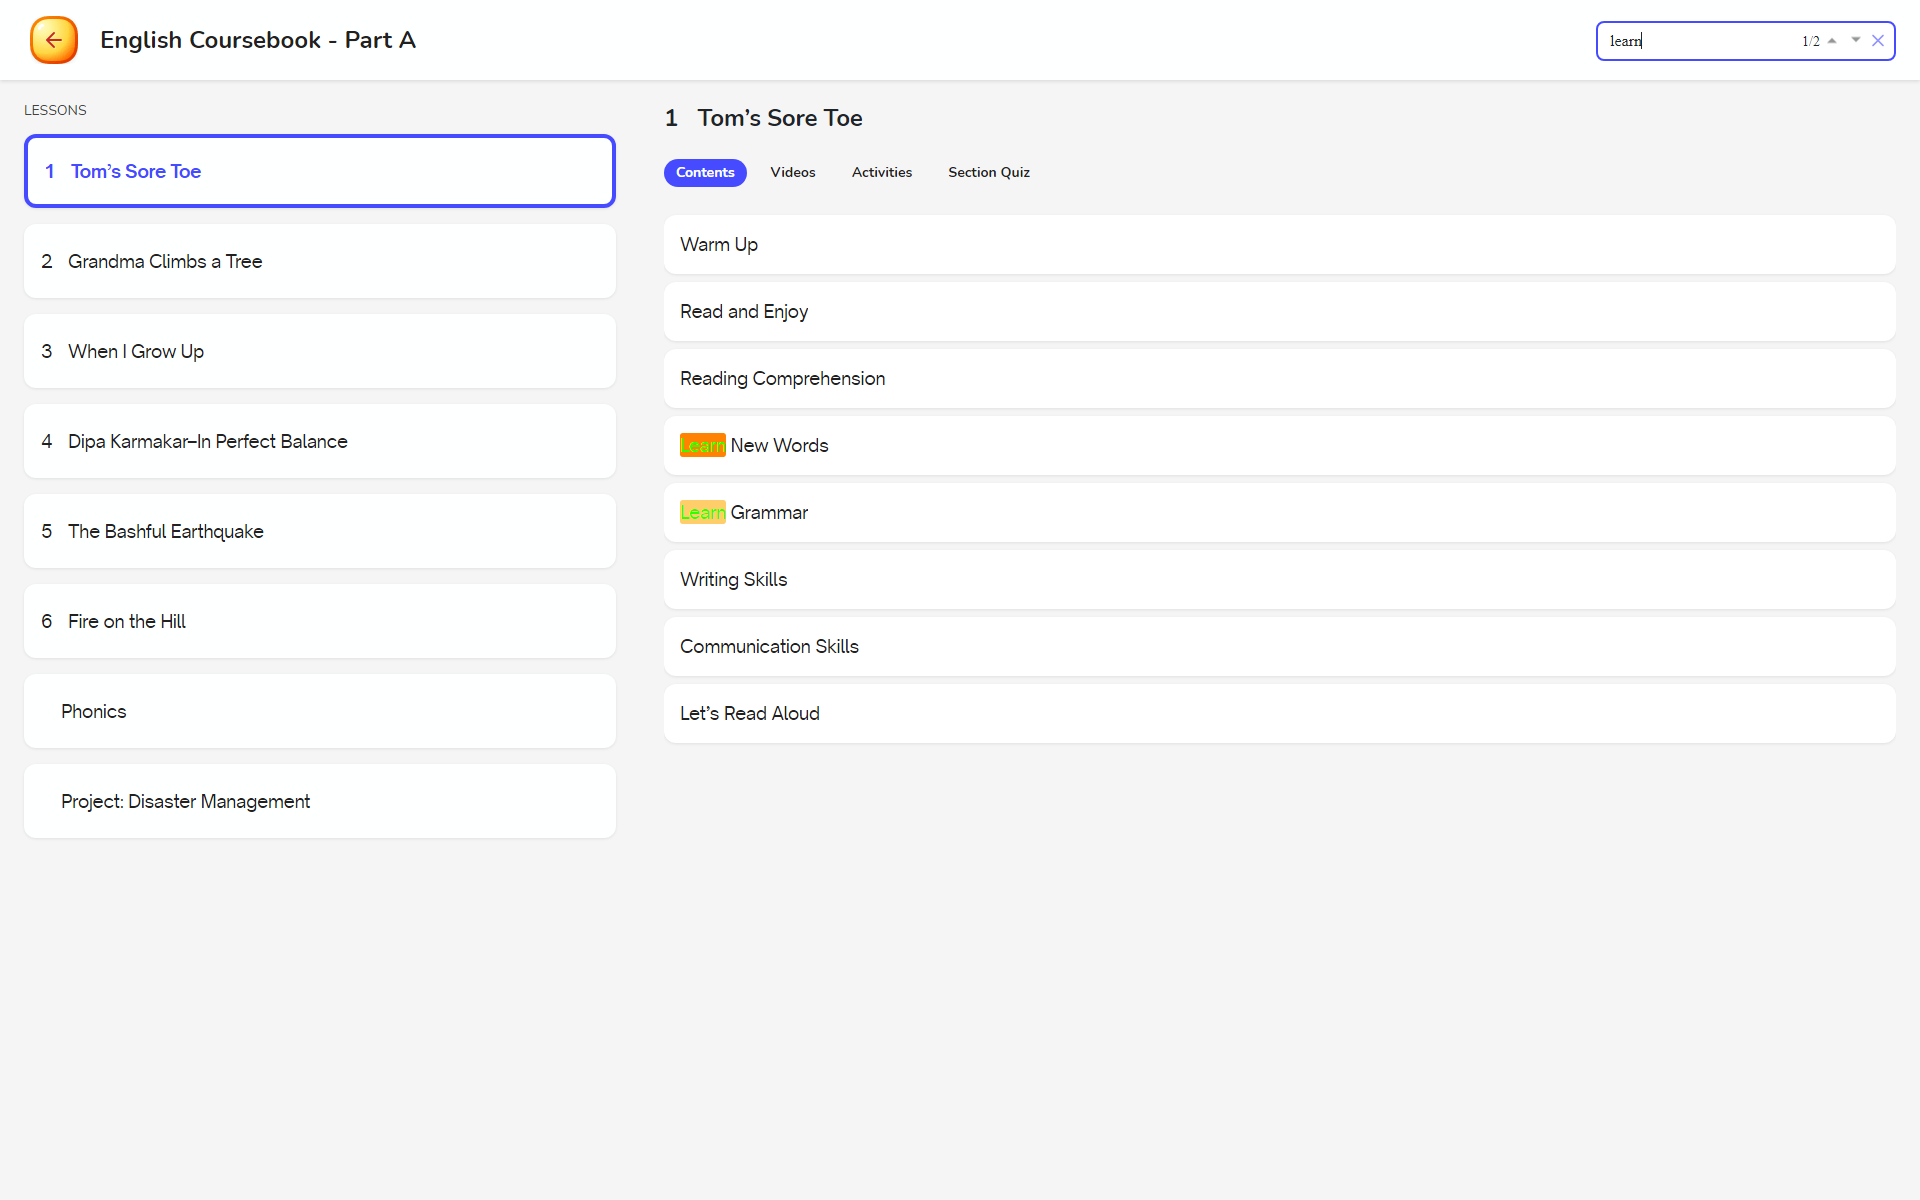 English Coursebook - Part A
learn 1/2
LESSONS
1 Tom’s Sore Toe
2 Grandma Climbs a Tree
3 When I Grow Up
4 Dipa Karmakar–In Perfect Balance
5 The Bashful Earthquake
6 Fire on the Hill
Phonics
Project: Disaster Management
1 Tom’s Sore Toe
Contents Videos Activities Section Quiz
Warm Up
Read and Enjoy
Reading Comprehension
Learn New Words
Learn Grammar
Writing Skills
Communication Skills
Let’s Read Aloud